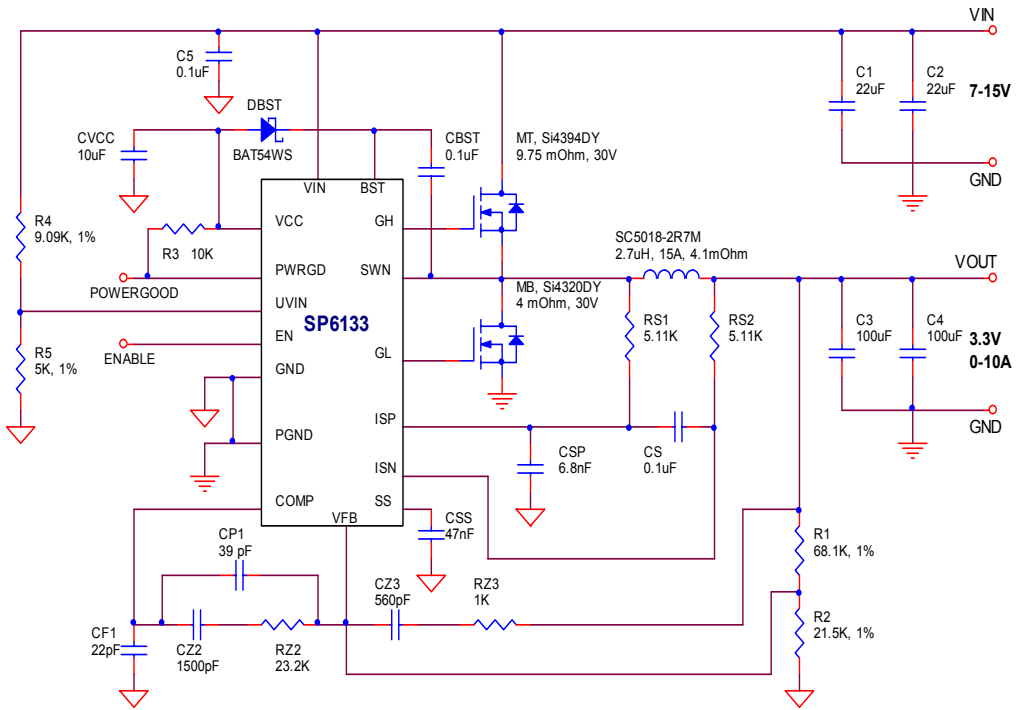 VIN
C5
0.1uF
C1
22uF
C2
22uF
7-15V
DBST
BAT54WS
CVCC
10uF
CBST
0.1uF
MT, Si4394DY
9.75 mOhm, 30V
GND
VIN
BST
R4
9.09K, 1%
VCC
GH
R3 10K
SC5018-2R7M
2.7uH, 15A, 4.1mOhm
PWRGD
SWN
VOUT
POWERGOOD
MB, Si4320DY
4 mOhm, 30V
UVIN
SP6133
EN
ENABLE
R5
5K, 1%
RS1
5.11K
RS2
5.11K
C3
100uF
C4
100uF
3.3V
0-10A
GL
GND
GND
ISP
PGND
CSP
6.8nF
CS
0.1uF
ISN
COMP
SS
VFB
CSS
47nF
CP1
39 pF
R1
68.1K, 1%
CZ3
560pF
RZ3
1K
CF1
22pF
CZ2
1500pF
RZ2
23.2K
R2
21.5K, 1%